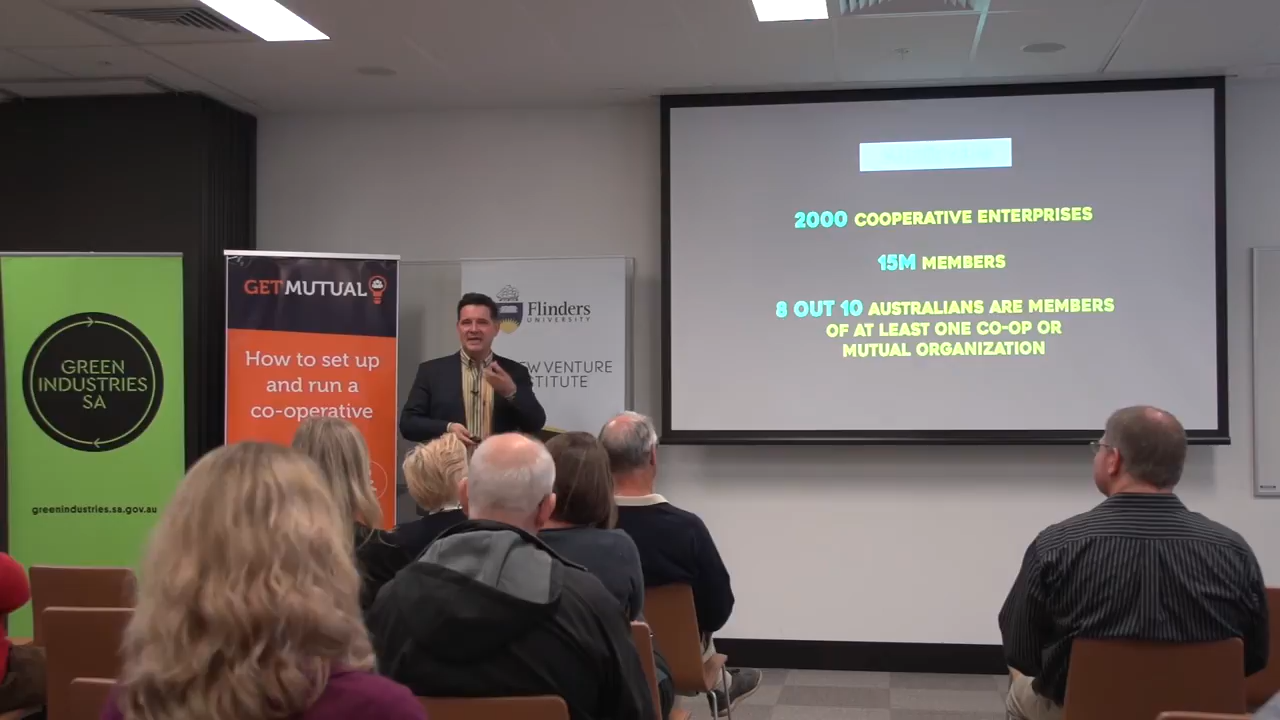 GREEN
INDUSTRIES
SA
greenindustries.sa.gov.au
GETMUTUAL
How to set up
and run a
co-operative
Flinders
UNIVERSITY
VENTURE
2000 COOPERATIVE ENTERPRISES
15M MEMBERS
8 OUT 10 AUSTRALIANS ARE MEMBERS
OF AT LEAST ONE CO-OP OR
MUTUAL ORGANIZATION